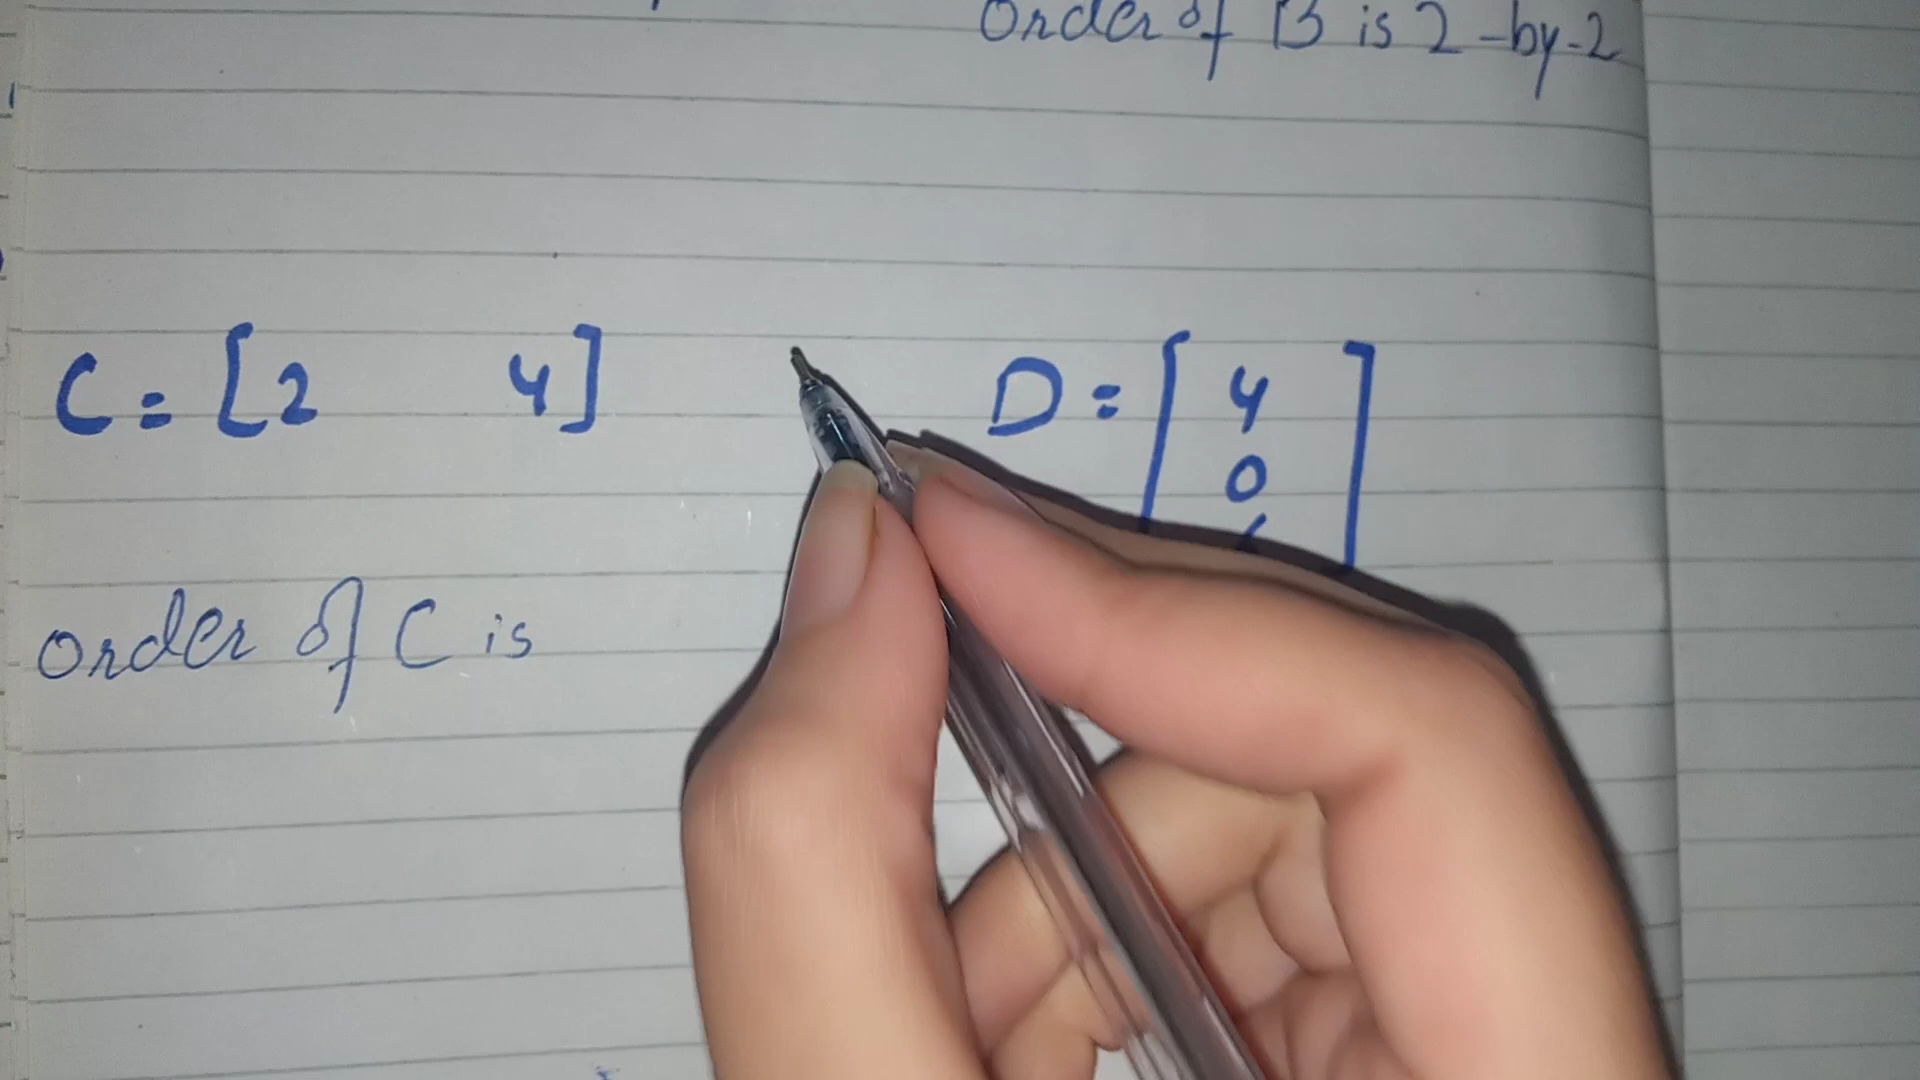 Order of B is 2-by-2
C = [2 4]
D = [4
0
Order of C is